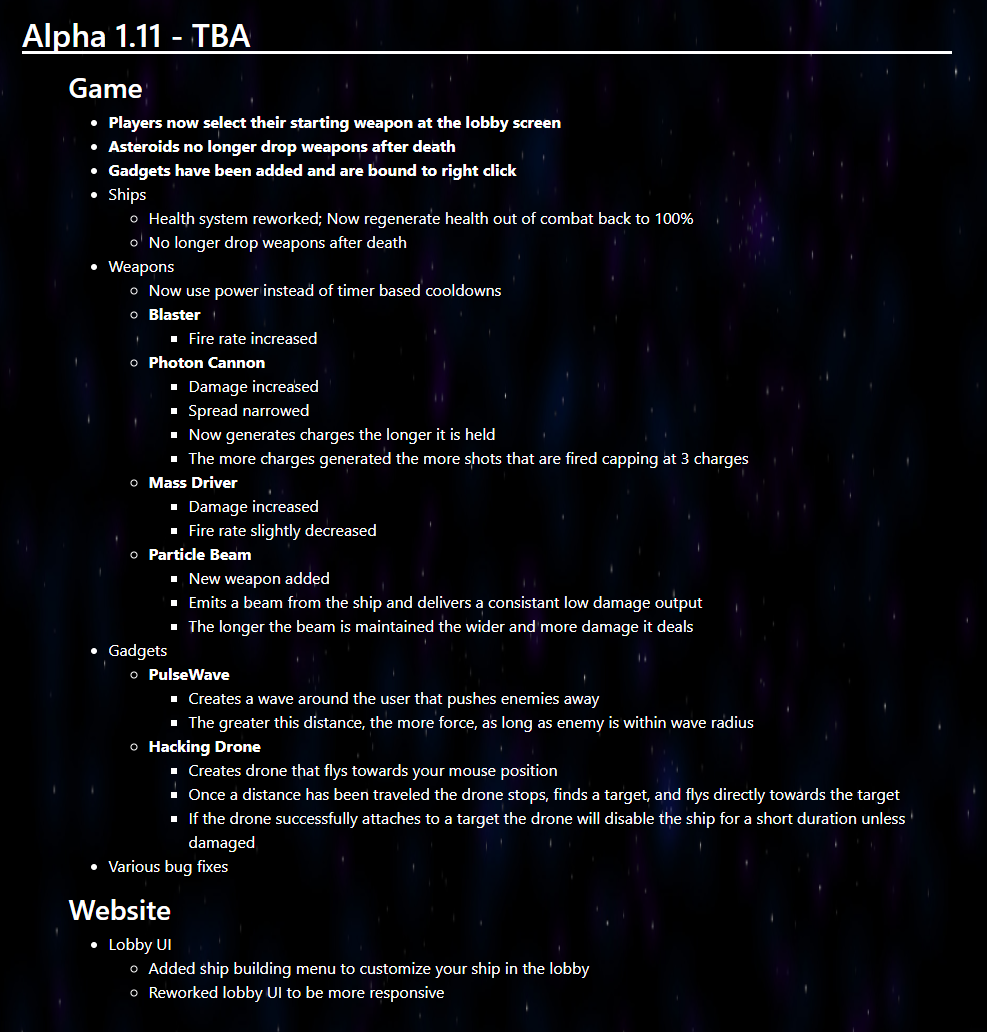 Alpha 1.11 - TBA
Game
Players now select their starting weapon at the lobby screen
Asteroids no longer drop weapons after death
Gadgets have been added and are bound to right click
Ships
Health system reworked; Now regenerate health out of combat back to 100%
No longer drop weapons after death
Weapons
Now use power instead of timer based cooldowns
Blaster
Fire rate increased
Photon Cannon
Damage increased
Spread narrowed
Now generates charges the longer it is held
The more charges generated the more shots that are fired capping at 3 charges
Mass Driver
Damage increased
Fire rate slightly decreased
Particle Beam
New weapon added
Emits a beam from the ship and delivers a consistant low damage output
The longer the beam is maintained the wider and more damage it deals
Gadgets
PulseWave
Creates a wave around the user that pushes enemies away
The greater this distance, the more force, as long as enemy is within wave radius
Hacking Drone
Creates drone that flys towards your mouse position
Once a distance has been traveled the drone stops, finds a target, and flys directly towards the target
If the drone successfully attaches to a target the drone will disable the ship for a short duration unless
damaged
Various bug fixes
Website
Lobby UI
Added ship building menu to customize your ship in the lobby
Reworked lobby UI to be more responsive